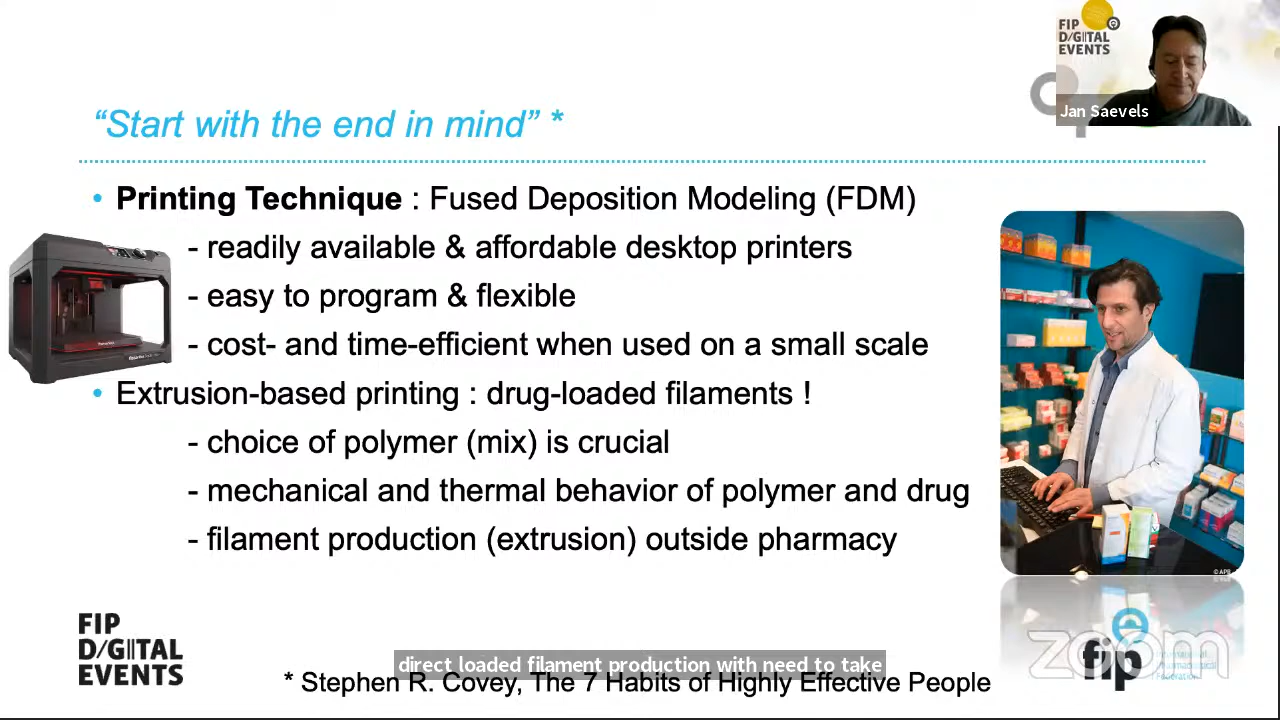 FIP
D/GITAL
EVENTS
Jan Saevels
“Start with the end in mind” *
• Printing Technique : Fused Deposition Modeling (FDM)
- readily available & affordable desktop printers
- easy to program & flexible
- cost- and time-efficient when used on a small scale
• Extrusion-based printing : drug-loaded filaments !
- choice of polymer (mix) is crucial
- mechanical and thermal behavior of polymer and drug
- filament production (extrusion) outside pharmacy
© APB
FIP
D/GITAL
EVENTS
direct loaded filament production with need to take
* Stephen R. Covey, The 7 Habits of Highly Effective People
zoom
fip
International
Pharmaceutical
Federation